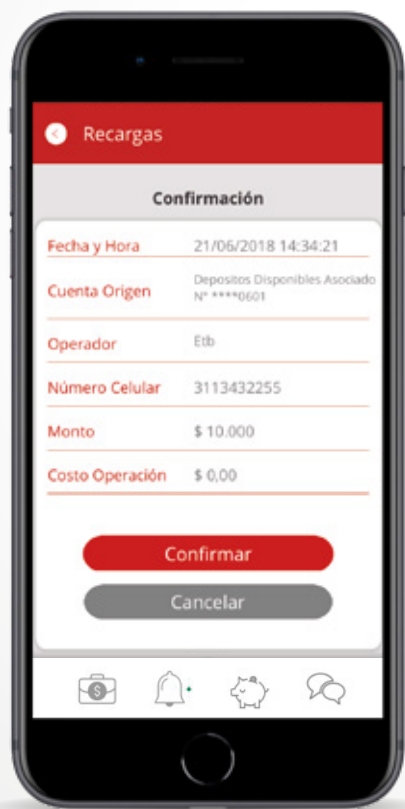 Recargas
Confirmación
Fecha y Hora 21/06/2018 14:34:21
Cuenta Origen Depositos Disponibles Asociado
N° ****0601
Operador Etb
Número Celular 3113432255
Monto $ 10.000
Costo Operación $ 0,00
Confirmar
Cancelar